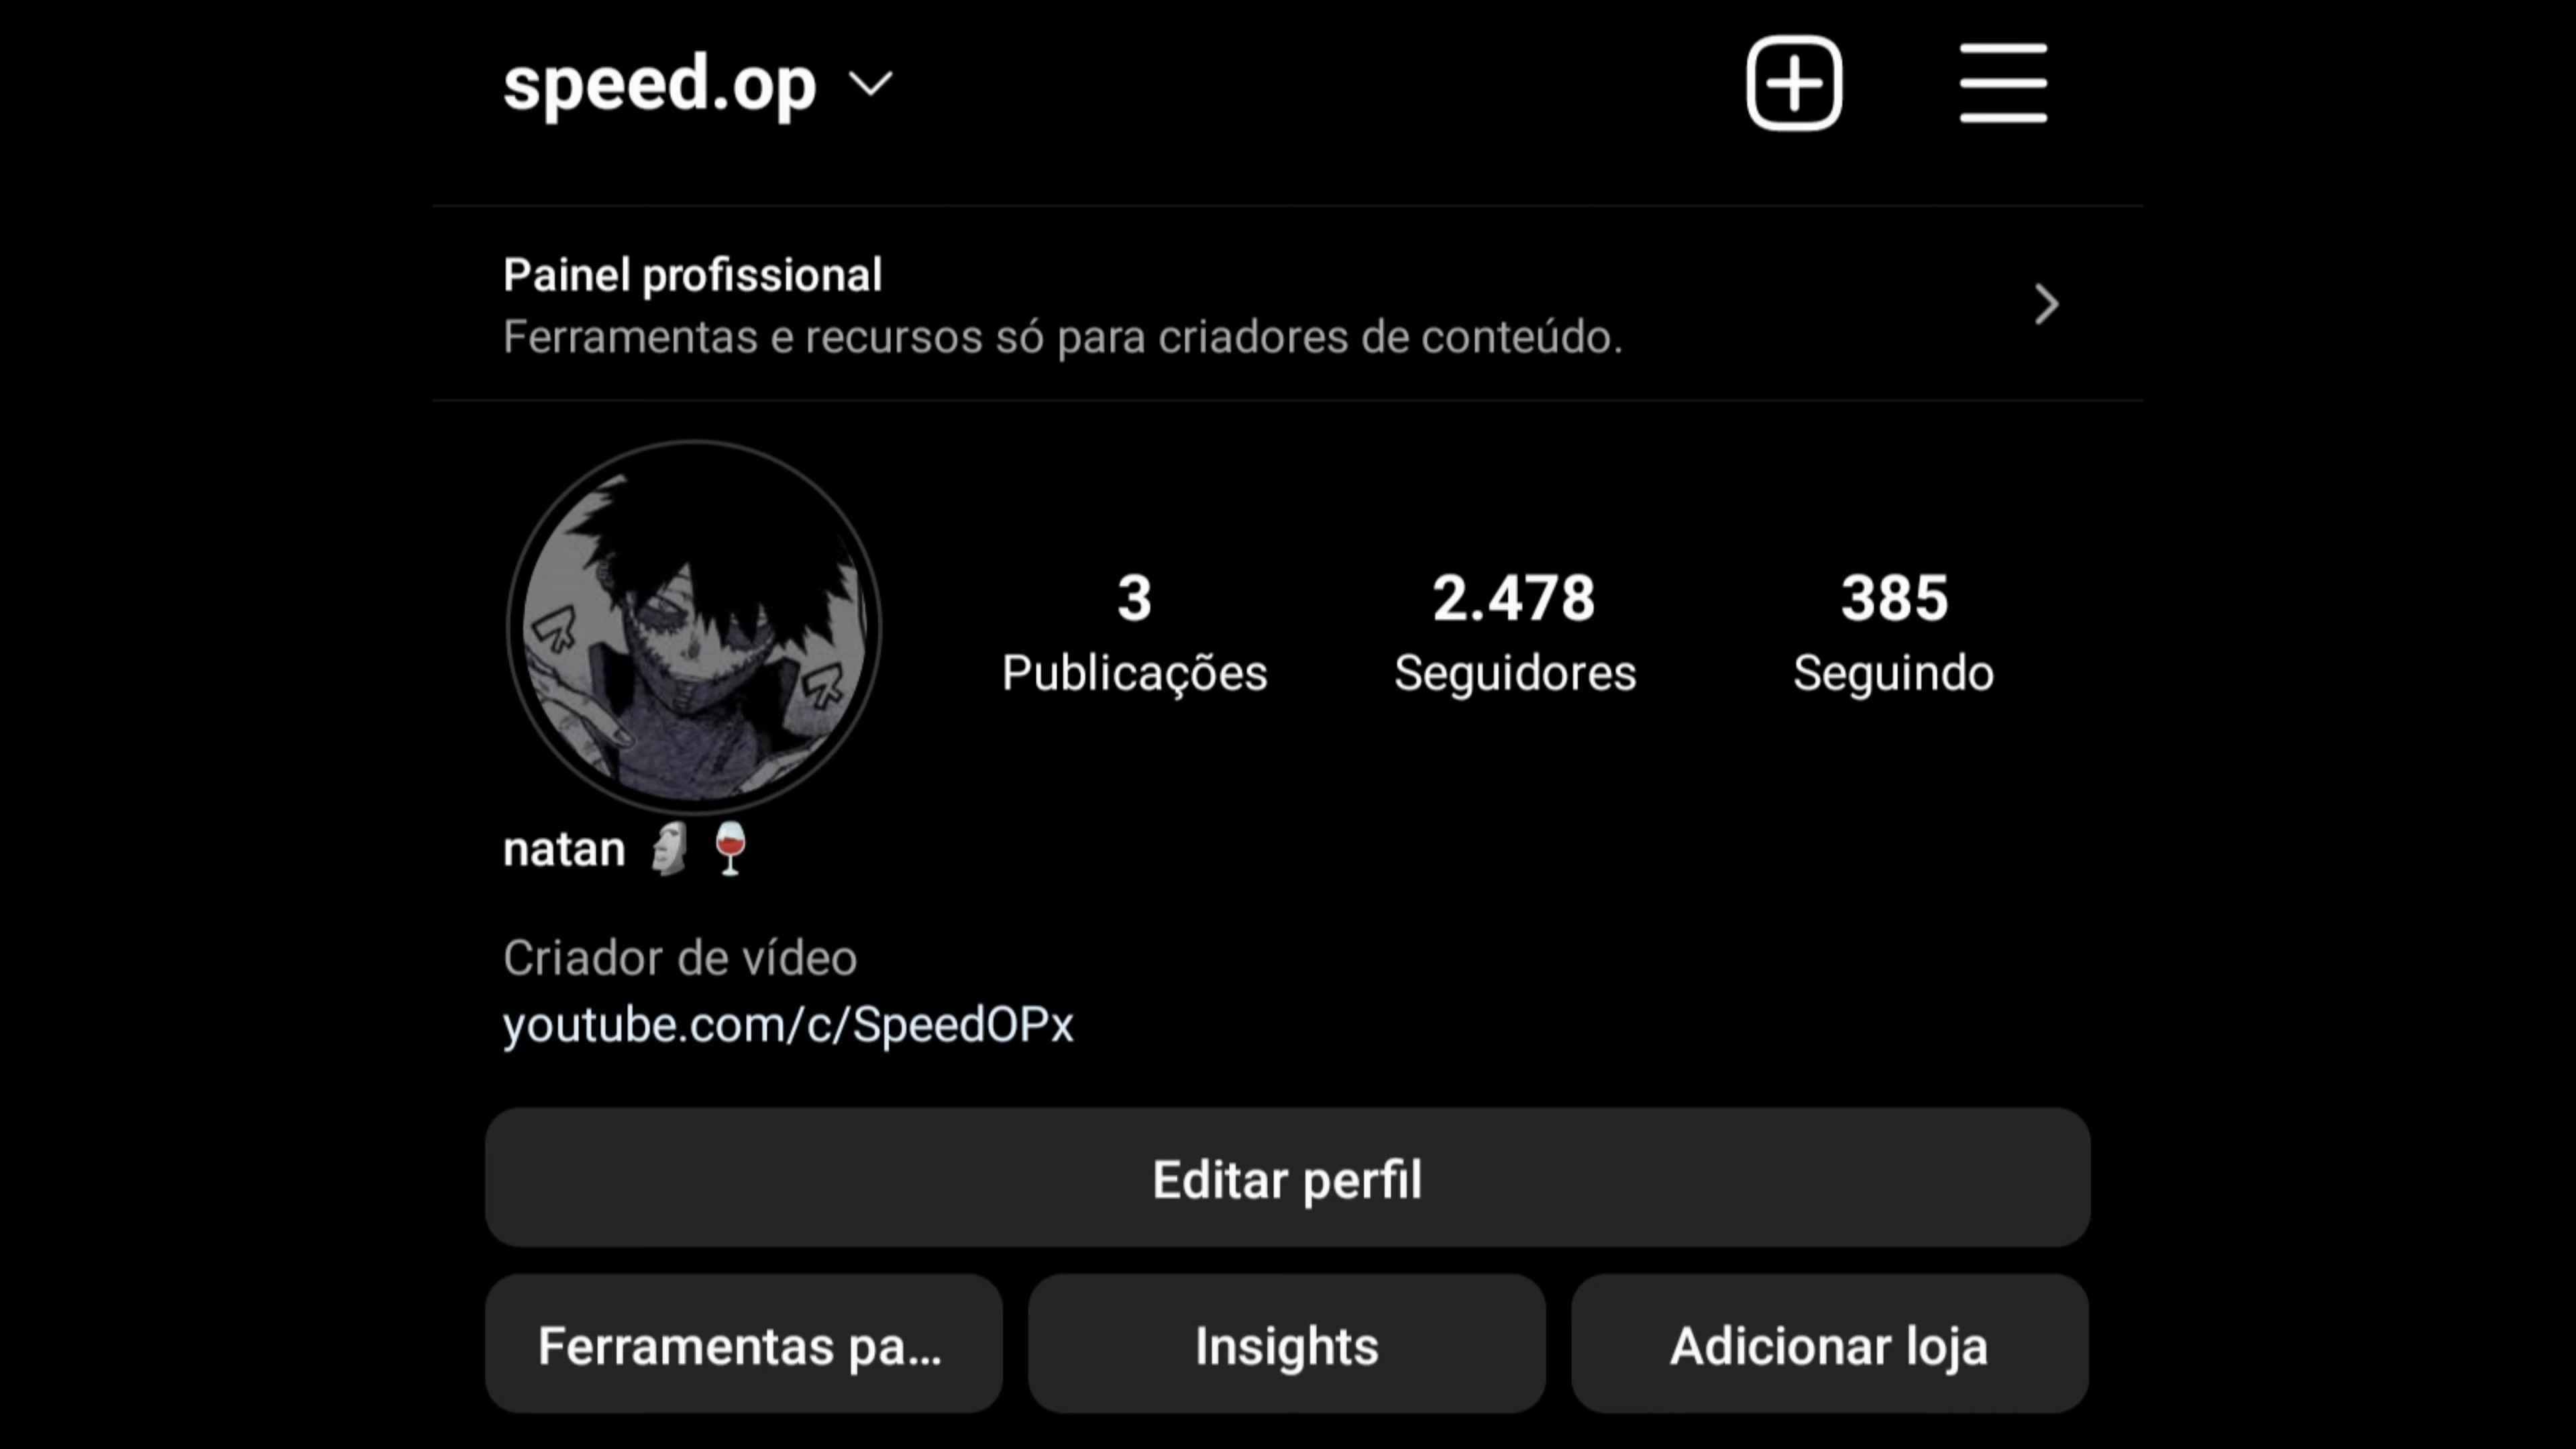 speed.op
Painel profissional
Ferramentas e recursos só para criadores de conteúdo.
3
Publicações
2.478
Seguidores
385
Seguindo
natan 🗿🍷
Criador de vídeo
youtube.com/c/SpeedOPx
Editar perfil
Ferramentas pa...
Insights
Adicionar loja